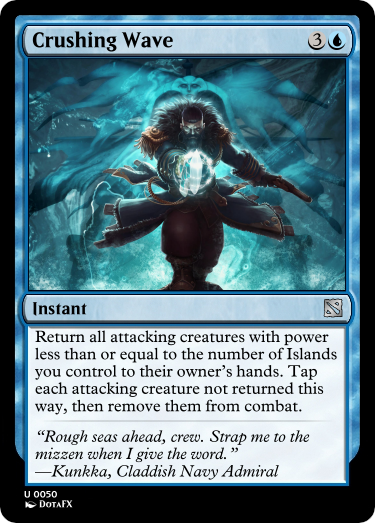 Crushing Wave 3
Instant
Return all attacking creatures with power
less than or equal to the number of Islands
you control to their owner's hands. Tap
each attacking creature not returned this
way, then remove them from combat.
“Rough seas ahead, crew. Strap me to the
mizzen when I give the word.”
—Kunkka, Claddish Navy Admiral
U 0050
DotaFX